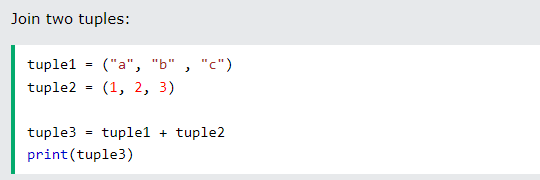 Join two tuples:
tuple1 = ("a", "b" , "c")
tuple2 = (1, 2, 3)
tuple3 = tuple1 + tuple2
print(tuple3)